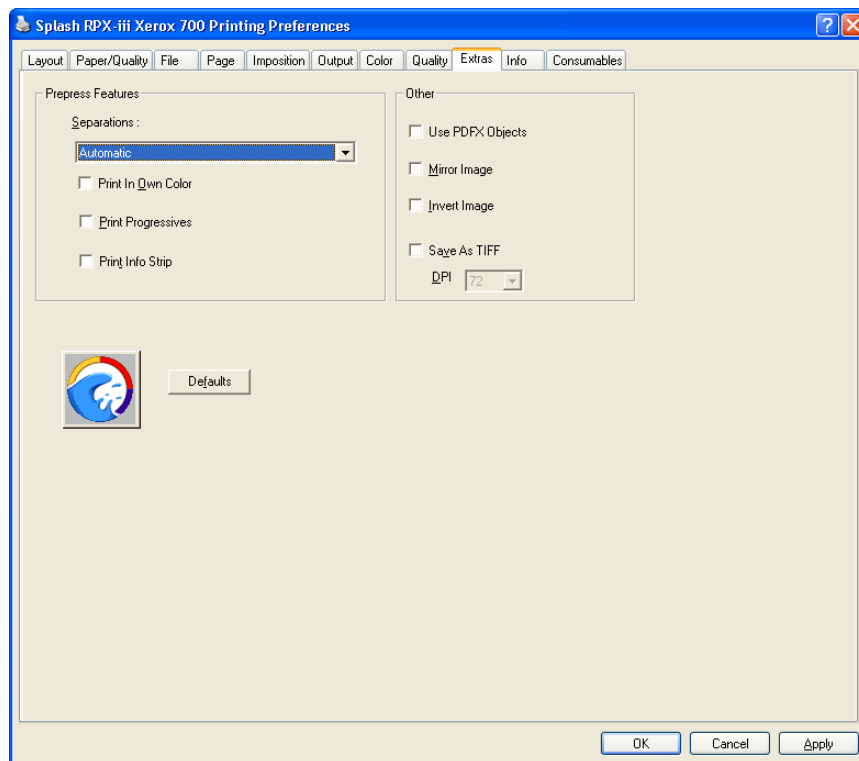 Splash RPX-iii Xerox 700 Printing Preferences
Layout Paper/Quality File Page Imposition Output Color Quality Extras Info Consumables
Prepress Features
Separations :
Automatic
Print In Own Color
Print Progressives
Print Info Strip
Other
Use PDFX Objects
Mirror Image
Invert Image
Save As TIFF
DPI 72
Defaults
OK Cancel Apply